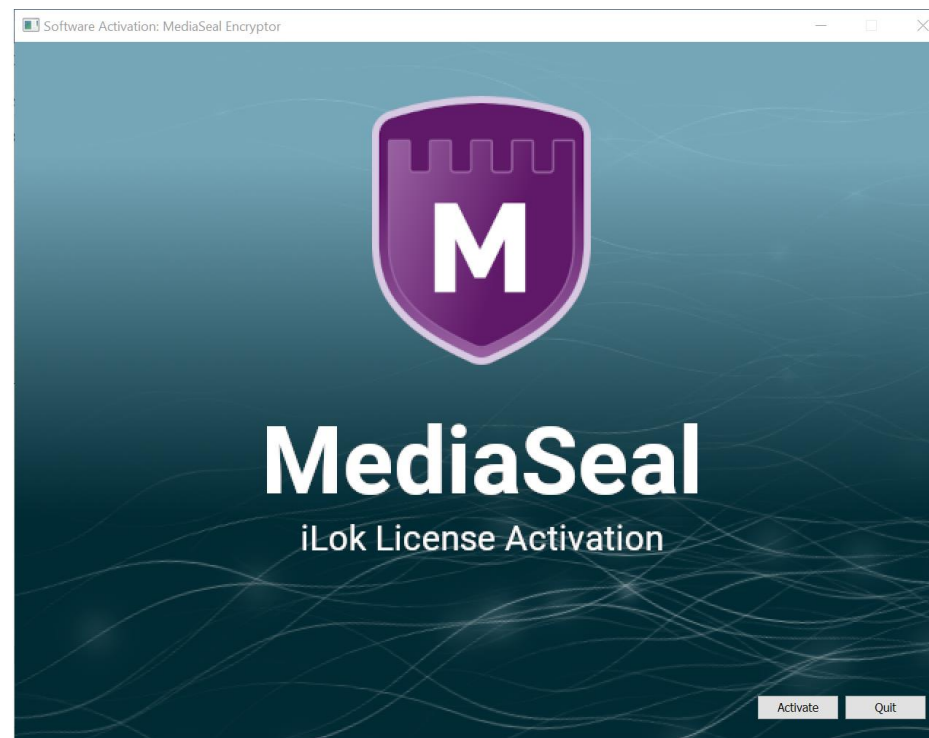 Software Activation: MediaSeal Encryptor
M
MediaSeal
iLok License Activation
Activate Quit